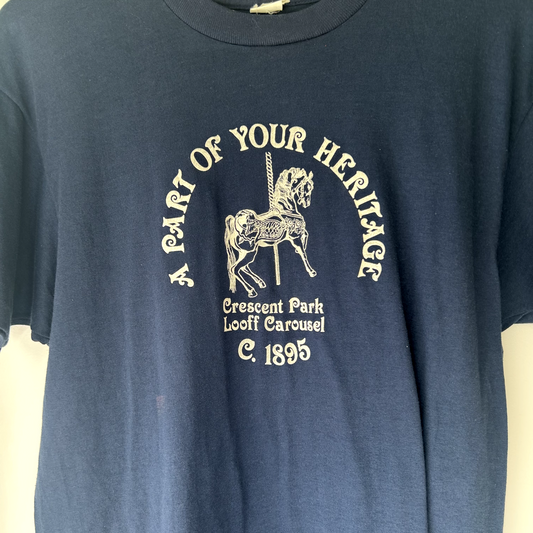 A PART OF YOUR HERITAGE
Crescent Park
Looff Carousel
C. 1895